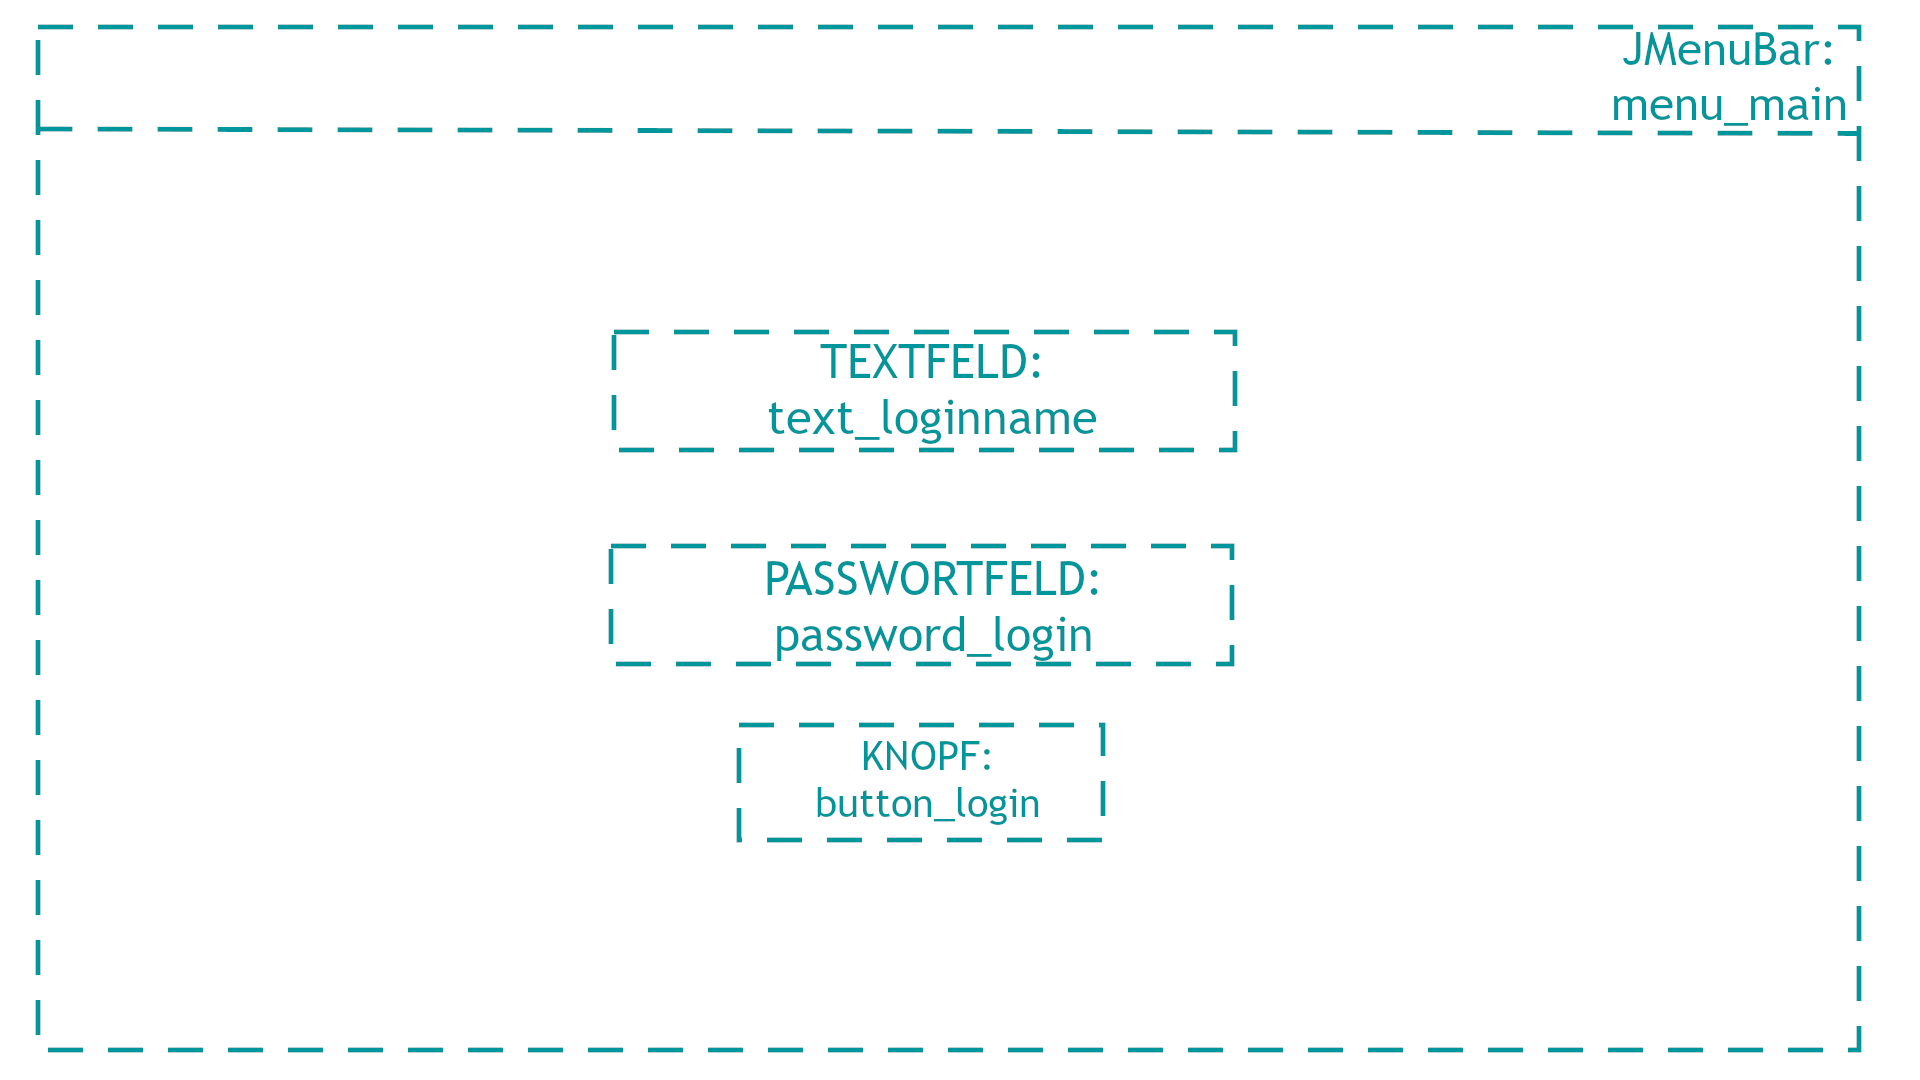 JMenuBar:
menu_main
TEXTFELD:
text_loginname
PASSWORTFELD:
password_login
KNOPF:
button_login